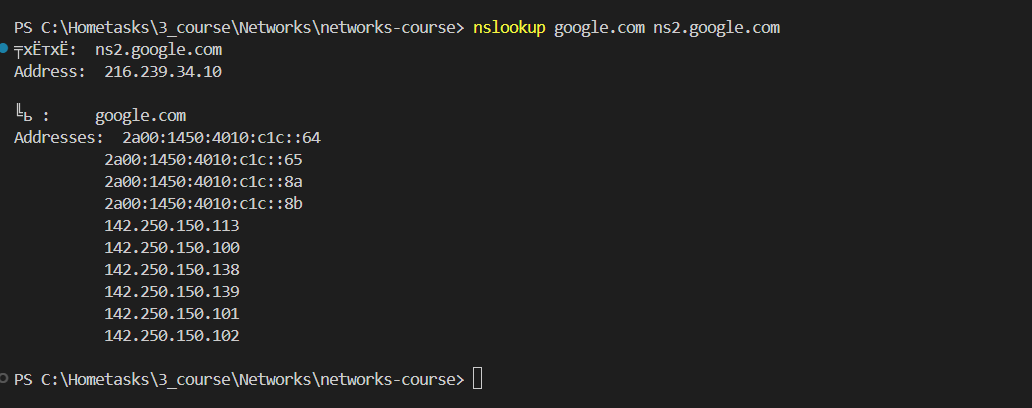 PS C:\Hometasks\3_course\Networks\networks-course> nslookup google.com ns2.google.com
╤хЁтхЁ:  ns2.google.com
Address:  216.239.34.10

╚ь :     google.com
Addresses:  2a00:1450:4010:c1c::64
          2a00:1450:4010:c1c::65
          2a00:1450:4010:c1c::8a
          2a00:1450:4010:c1c::8b
          142.250.150.113
          142.250.150.100
          142.250.150.138
          142.250.150.139
          142.250.150.101
          142.250.150.102

PS C:\Hometasks\3_course\Networks\networks-course>